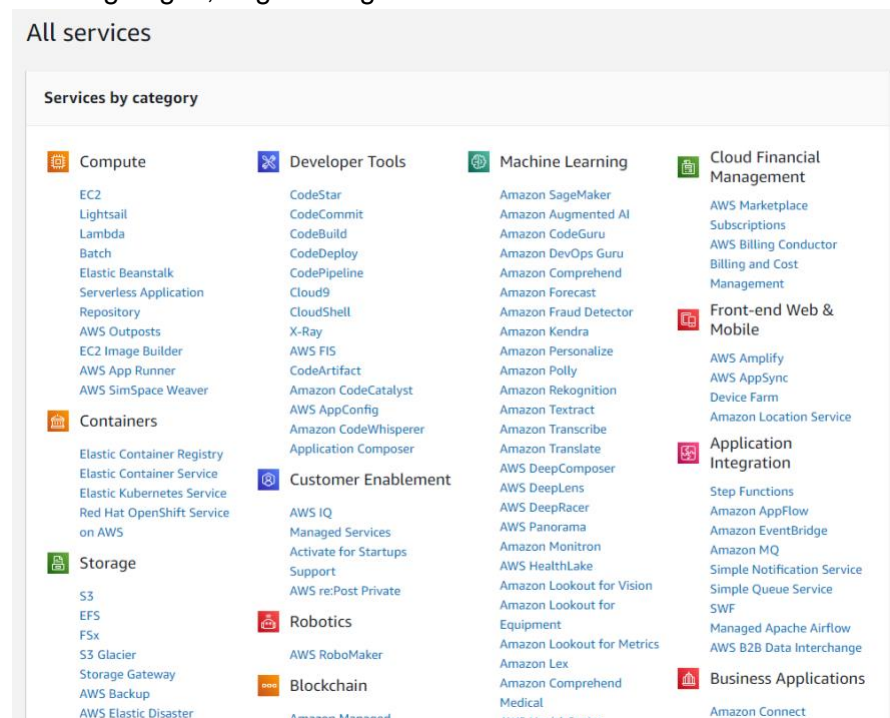 All services
Services by category
Compute
EC2
Lightsail
Lambda
Batch
Elastic Beanstalk
Serverless Application
Repository
AWS Outposts
EC2 Image Builder
AWS App Runner
AWS SimSpace Weaver
Containers
Elastic Container Registry
Elastic Container Service
Elastic Kubernetes Service
Red Hat OpenShift Service
on AWS
Storage
S3
EFS
FSx
S3 Glacier
Storage Gateway
AWS Backup
AWS Elastic Disaster
Developer Tools
CodeStar
CodeCommit
CodeBuild
CodeDeploy
CodePipeline
Cloud9
CloudShell
X-Ray
AWS FIS
CodeArtifact
Amazon CodeCatalyst
AWS AppConfig
Amazon CodeWhisperer
Application Composer
Customer Enablement
AWS IQ
Managed Services
Activate for Startups
Support
AWS re:Post Private
Robotics
AWS RoboMaker
Blockchain
Amazon Managed
Machine Learning
Amazon SageMaker
Amazon Augmented AI
Amazon CodeGuru
Amazon DevOps Guru
Amazon Comprehend
Amazon Forecast
Amazon Fraud Detector
Amazon Kendra
Amazon Personalize
Amazon Polly
Amazon Rekognition
Amazon Textract
Amazon Transcribe
Amazon Translate
AWS DeepComposer
AWS DeepLens
AWS DeepRacer
AWS Panorama
Amazon Monitron
AWS HealthLake
Amazon Lookout for Vision
Amazon Lookout for
Equipment
Amazon Lookout for Metrics
Amazon Lex
Amazon Comprehend
Medical
Cloud Financial
Management
AWS Marketplace
Subscriptions
AWS Billing Conductor
Billing and Cost
Management
Front-end Web &
Mobile
AWS Amplify
AWS AppSync
Device Farm
Amazon Location Service
Application
Integration
Step Functions
Amazon AppFlow
Amazon EventBridge
Amazon MQ
Simple Notification Service
Simple Queue Service
SWF
Managed Apache Airflow
AWS B2B Data Interchange
Business Applications
Amazon Connect